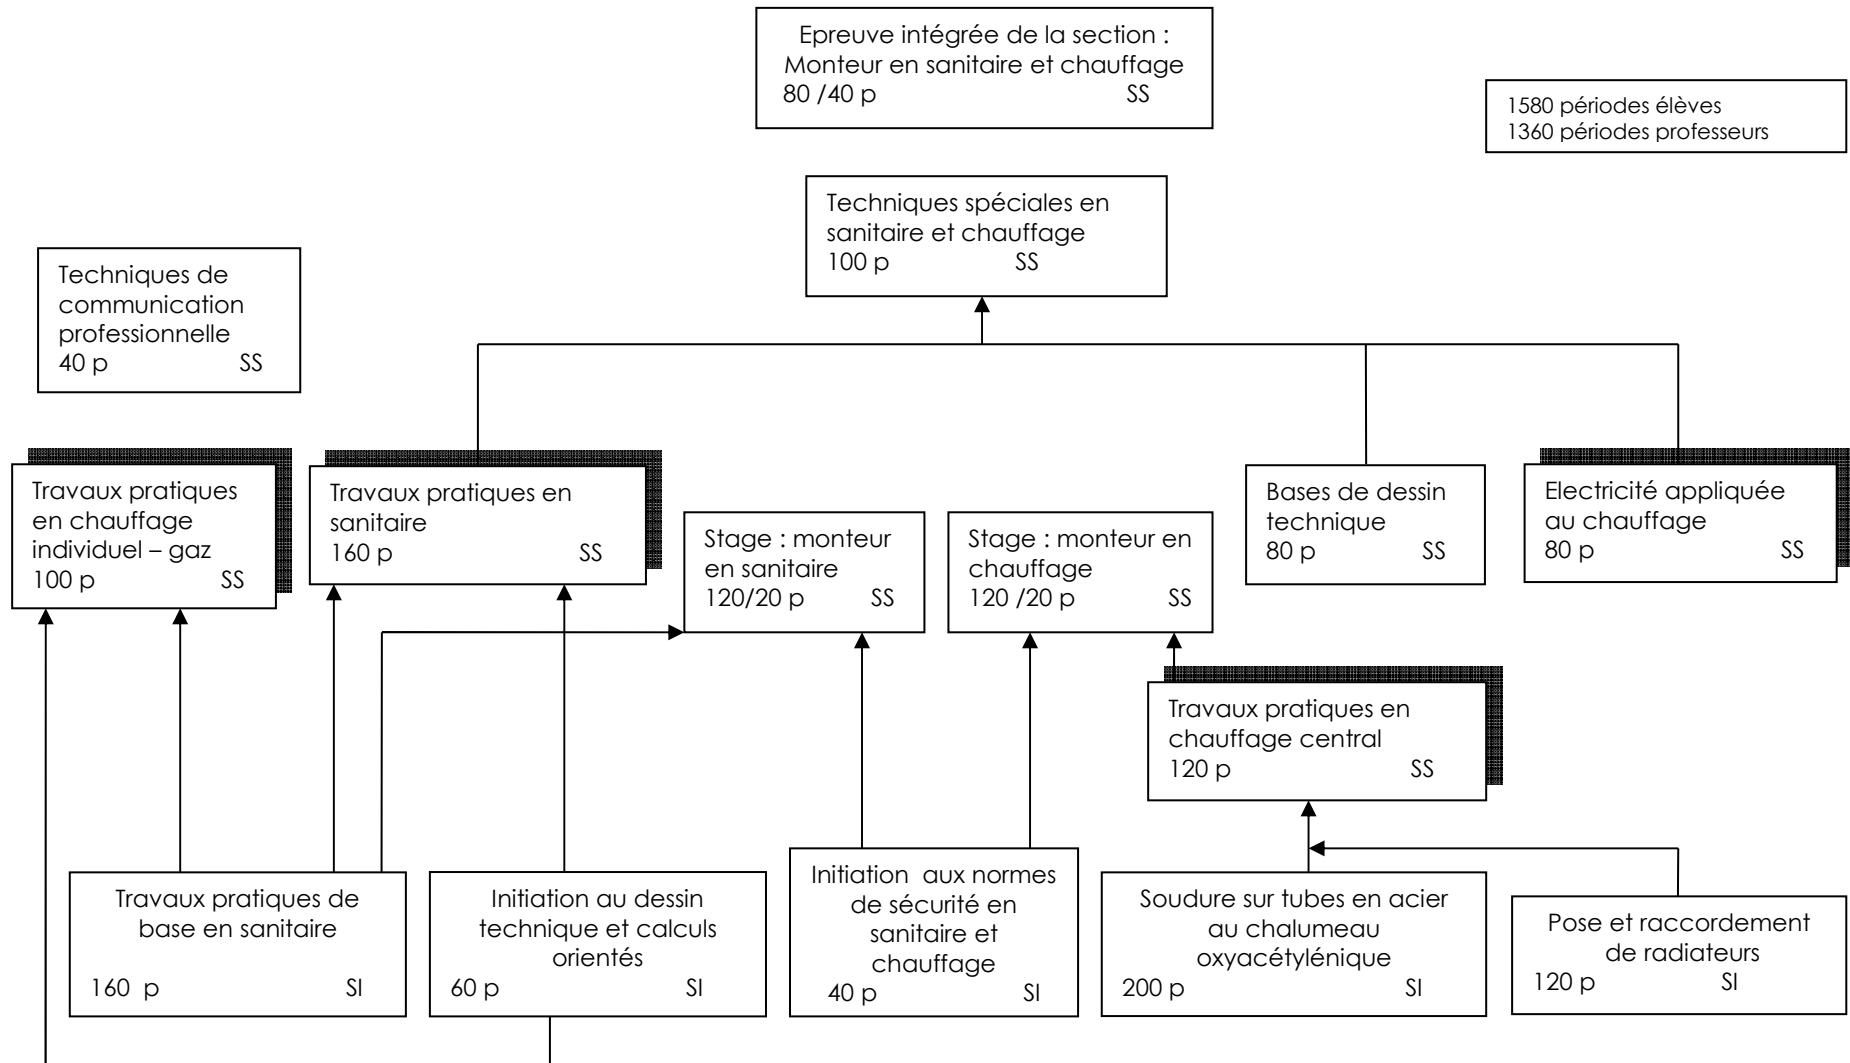 Epreuve intégrée de la section :
Monteur en sanitaire et chauffage
80 /40 p SS
1580 périodes élèves
1360 périodes professeurs
Techniques spéciales en
sanitaire et chauffage
100 p SS
Techniques de
communication
professionnelle
40 p SS
Travaux pratiques
en chauffage
individuel – gaz
100 p SS
Travaux pratiques en
sanitaire
160 p SS
Stage : monteur
en sanitaire
120/20 p SS
Stage : monteur en
chauffage
120 /20 p SS
Bases de dessin
technique
80 p SS
Electricité appliquée
au chauffage
80 p SS
Travaux pratiques en
chauffage central
120 p SS
Travaux pratiques de
base en sanitaire
160 p SI
Initiation au dessin
technique et calculs
orientés
60 p SI
Initiation aux normes
de sécurité en
sanitaire et
chauffage
40 p SI
Soudure sur tubes en acier
au chalumeau
oxyacétylénique
200 p SI
Pose et raccordement
de radiateurs
120 p SI